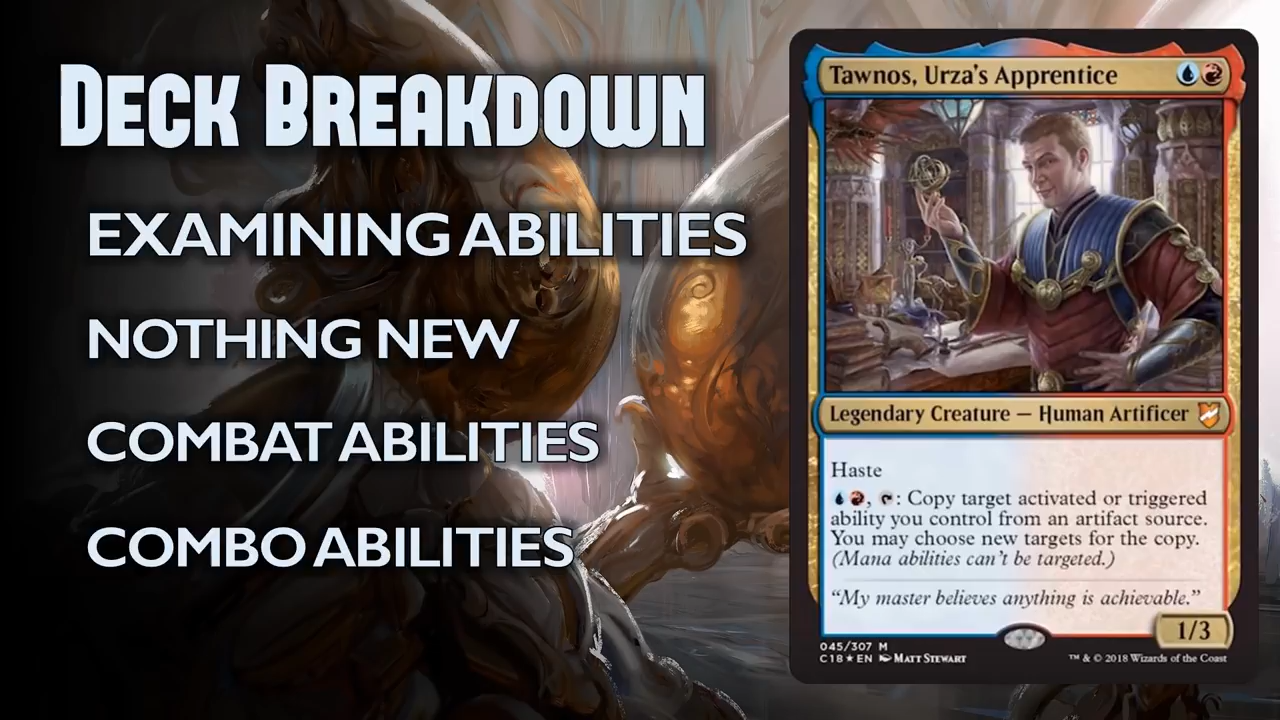 DECK BREAKDOWN
EXAMINING ABILITIES
NOTHING NEW
COMBAT ABILITIES
COMBO ABILITIES
Tawnos, Urza's Apprentice
Legendary Creature — Human Artificer
Haste
, : Copy target activated or triggered
ability you control from an artifact source.
You may choose new targets for the copy.
(Mana abilities can't be targeted.)
“My master believes anything is achievable.”
1/3
045/307 M
C18 ★ EN MATT STEWART
™ & © 2018 Wizards of the Coast